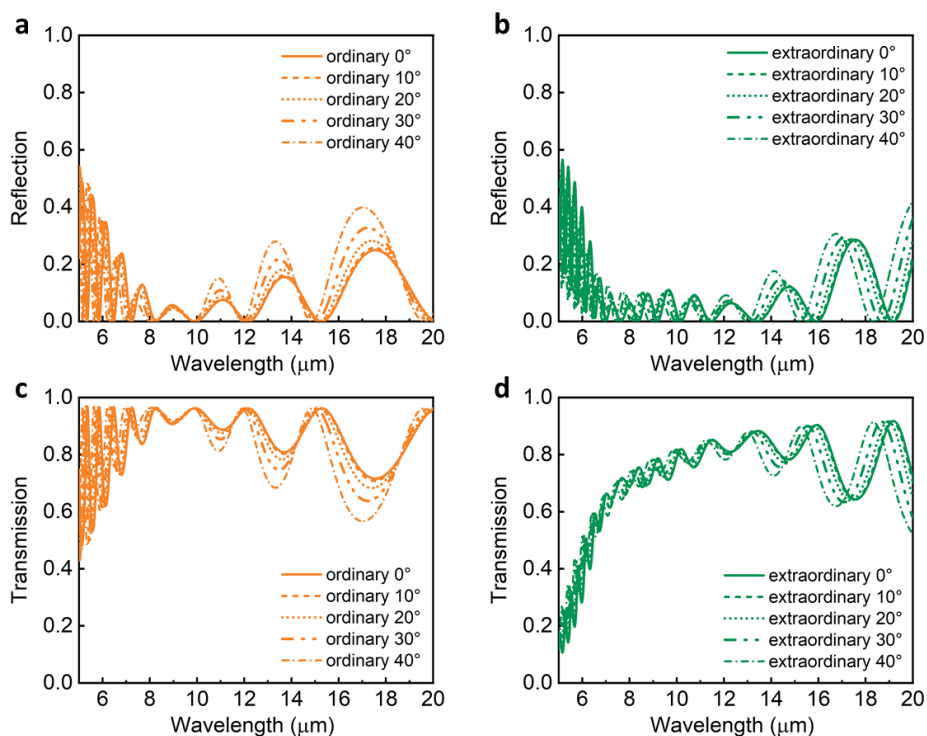 a
1.0
0.8
0.6
0.4
0.2
0.0
Reflection
ordinary 0°
ordinary 10°
ordinary 20°
ordinary 30°
ordinary 40°
6 8 10 12 14 16 18 20
Wavelength (μm)
b
1.0
0.8
0.6
0.4
0.2
0.0
Reflection
extraordinary 0°
extraordinary 10°
extraordinary 20°
extraordinary 30°
extraordinary 40°
6 8 10 12 14 16 18 20
Wavelength (μm)
c
1.0
0.8
0.6
0.4
0.2
0.0
Transmission
ordinary 0°
ordinary 10°
ordinary 20°
ordinary 30°
ordinary 40°
6 8 10 12 14 16 18 20
Wavelength (μm)
d
1.0
0.8
0.6
0.4
0.2
0.0
Transmission
extraordinary 0°
extraordinary 10°
extraordinary 20°
extraordinary 30°
extraordinary 40°
6 8 10 12 14 16 18 20
Wavelength (μm)